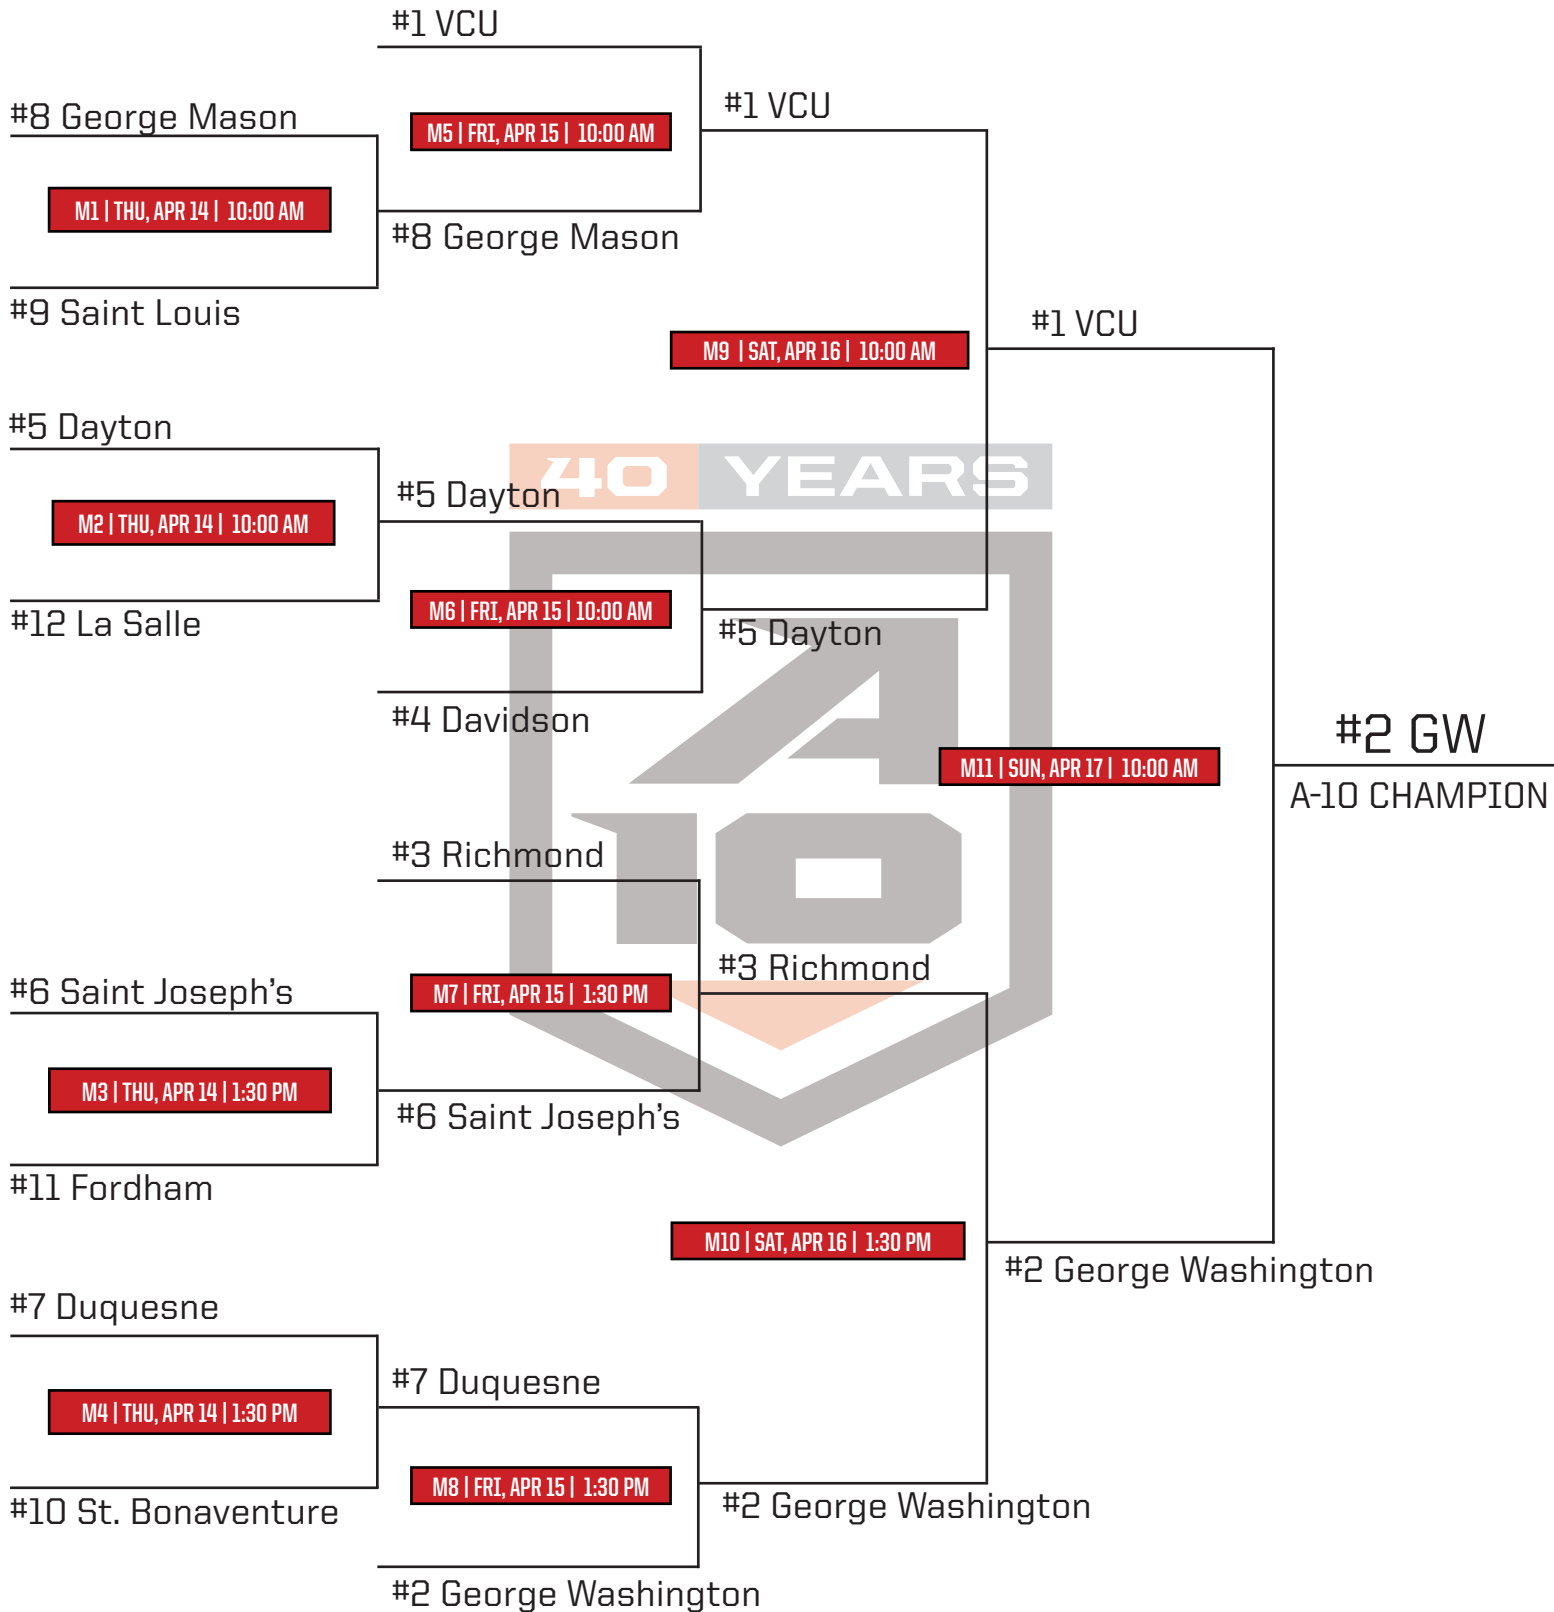 #1 VCU
#8 George Mason
#1 VCU
M5 | FRI, APR 15 | 10:00 AM
M1 | THU, APR 14 | 10:00 AM
#8 George Mason
#9 Saint Louis
#1 VCU
M9 | SAT, APR 16 | 10:00 AM
#5 Dayton
40 YEARS
#5 Dayton
M2 | THU, APR 14 | 10:00 AM
M6 | FRI, APR 15 | 10:00 AM
#12 La Salle
#5 Dayton
#4 Davidson
#2 GW
M11 | SUN, APR 17 | 10:00 AM
A-10 CHAMPION
A
10
#3 Richmond
#3 Richmond
#6 Saint Joseph's
M7 | FRI, APR 15 | 1:30 PM
M3 | THU, APR 14 | 1:30 PM
#6 Saint Joseph's
#11 Fordham
M10 | SAT, APR 16 | 1:30 PM
#2 George Washington
#7 Duquesne
#7 Duquesne
M4 | THU, APR 14 | 1:30 PM
M8 | FRI, APR 15 | 1:30 PM
#10 St. Bonaventure
#2 George Washington
#2 George Washington